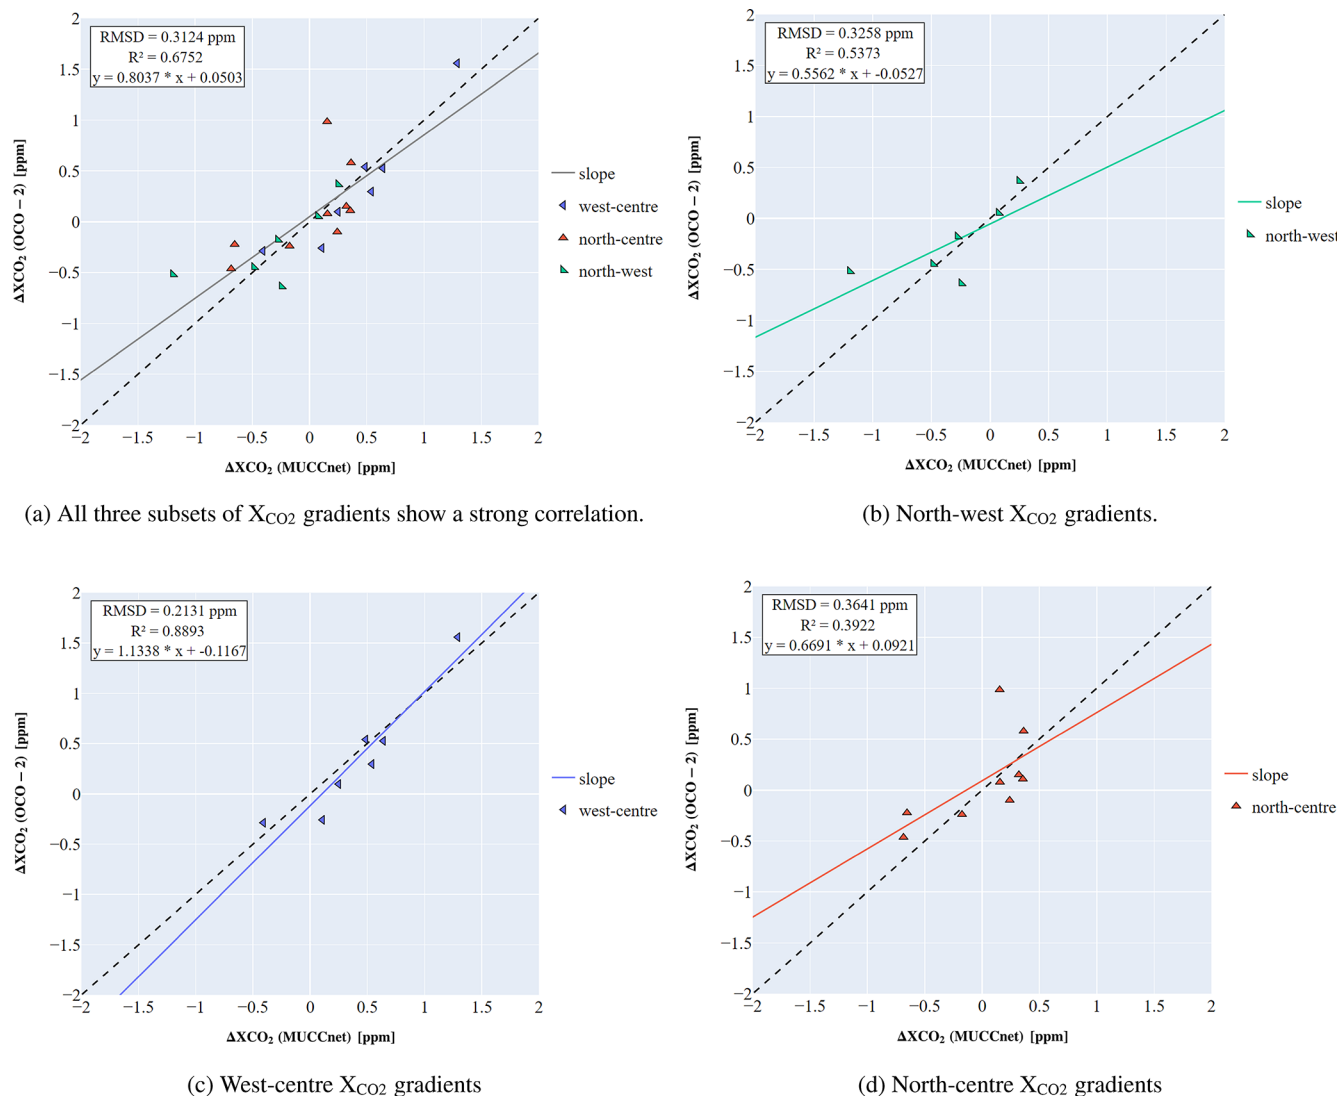 RMSD = 0.3124 ppm
R² = 0.6752
y = 0.8037 * x + 0.0503
2
1.5
1
0.5
0
−0.5
−1
−1.5
−2
ΔXCO₂ (OCO − 2) [ppm]
−2 −1.5 −1 −0.5 0 0.5 1 1.5 2
ΔXCO₂ (MUCCnet) [ppm]
slope
west-centre
north-centre
north-west
(a) All three subsets of X_CO2 gradients show a strong correlation.
RMSD = 0.3258 ppm
R² = 0.5373
y = 0.5562 * x + -0.0527
2
1.5
1
0.5
0
−0.5
−1
−1.5
−2
ΔXCO₂ (OCO − 2) [ppm]
−2 −1.5 −1 −0.5 0 0.5 1 1.5 2
ΔXCO₂ (MUCCnet) [ppm]
slope
north-west
(b) North-west X_CO2 gradients.
RMSD = 0.2131 ppm
R² = 0.8893
y = 1.1338 * x + -0.1167
2
1.5
1
0.5
0
−0.5
−1
−1.5
−2
ΔXCO₂ (OCO − 2) [ppm]
−2 −1.5 −1 −0.5 0 0.5 1 1.5 2
ΔXCO₂ (MUCCnet) [ppm]
slope
west-centre
(c) West-centre X_CO2 gradients
RMSD = 0.3641 ppm
R² = 0.3922
y = 0.6691 * x + 0.0921
2
1.5
1
0.5
0
−0.5
−1
−1.5
−2
ΔXCO₂ (OCO − 2) [ppm]
−2 −1.5 −1 −0.5 0 0.5 1 1.5 2
ΔXCO₂ (MUCCnet) [ppm]
slope
north-centre
(d) North-centre X_CO2 gradients